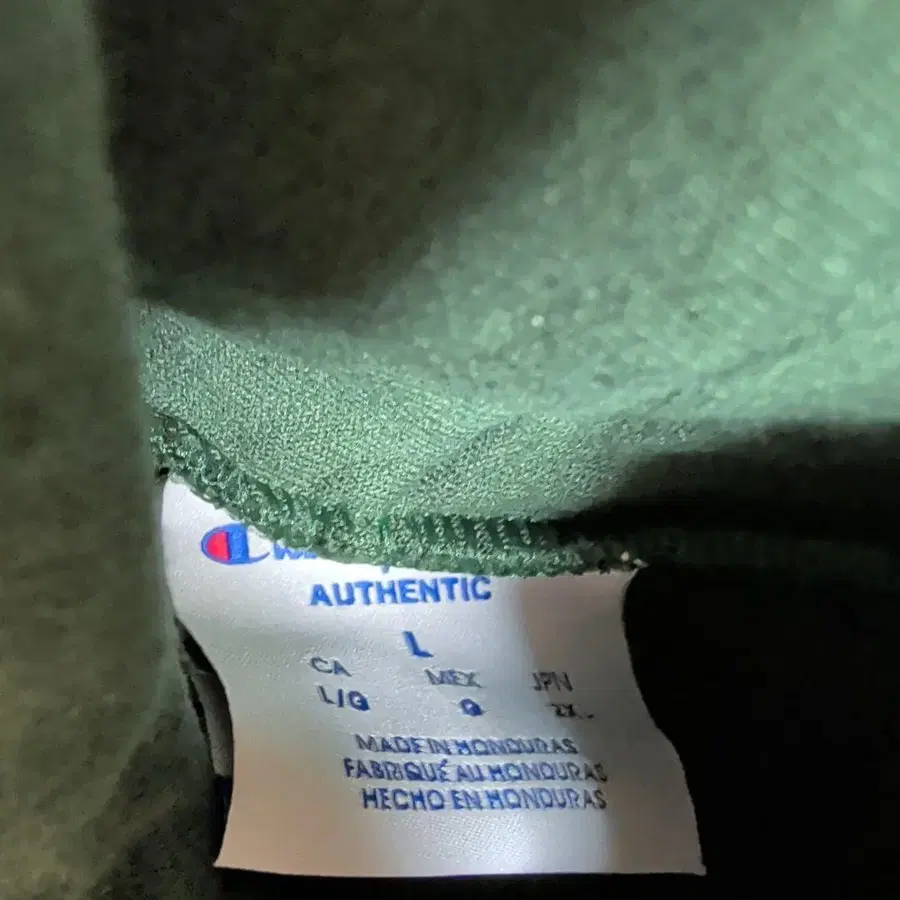 AUTHENTIC
L
CA MEX JPN
L/G G
MADE IN HONDURAS
FABRIQUÉ AU HONDURAS
HECHO EN HONDURAS